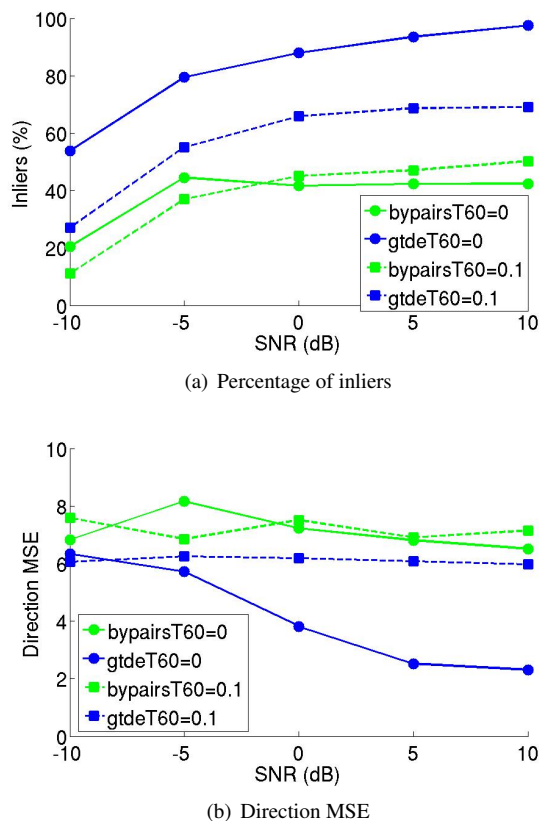 100
80
60
40
20
0
Inliers (%)
bypairsT60=0
gtdeT60=0
bypairsT60=0.1
gtdeT60=0.1
-10 -5 0 5 10
SNR (dB)
(a) Percentage of inliers
10
8
6
4
2
0
Direction MSE
bypairsT60=0
gtdeT60=0
bypairsT60=0.1
gtdeT60=0.1
-10 -5 0 5 10
SNR (dB)
(b) Direction MSE